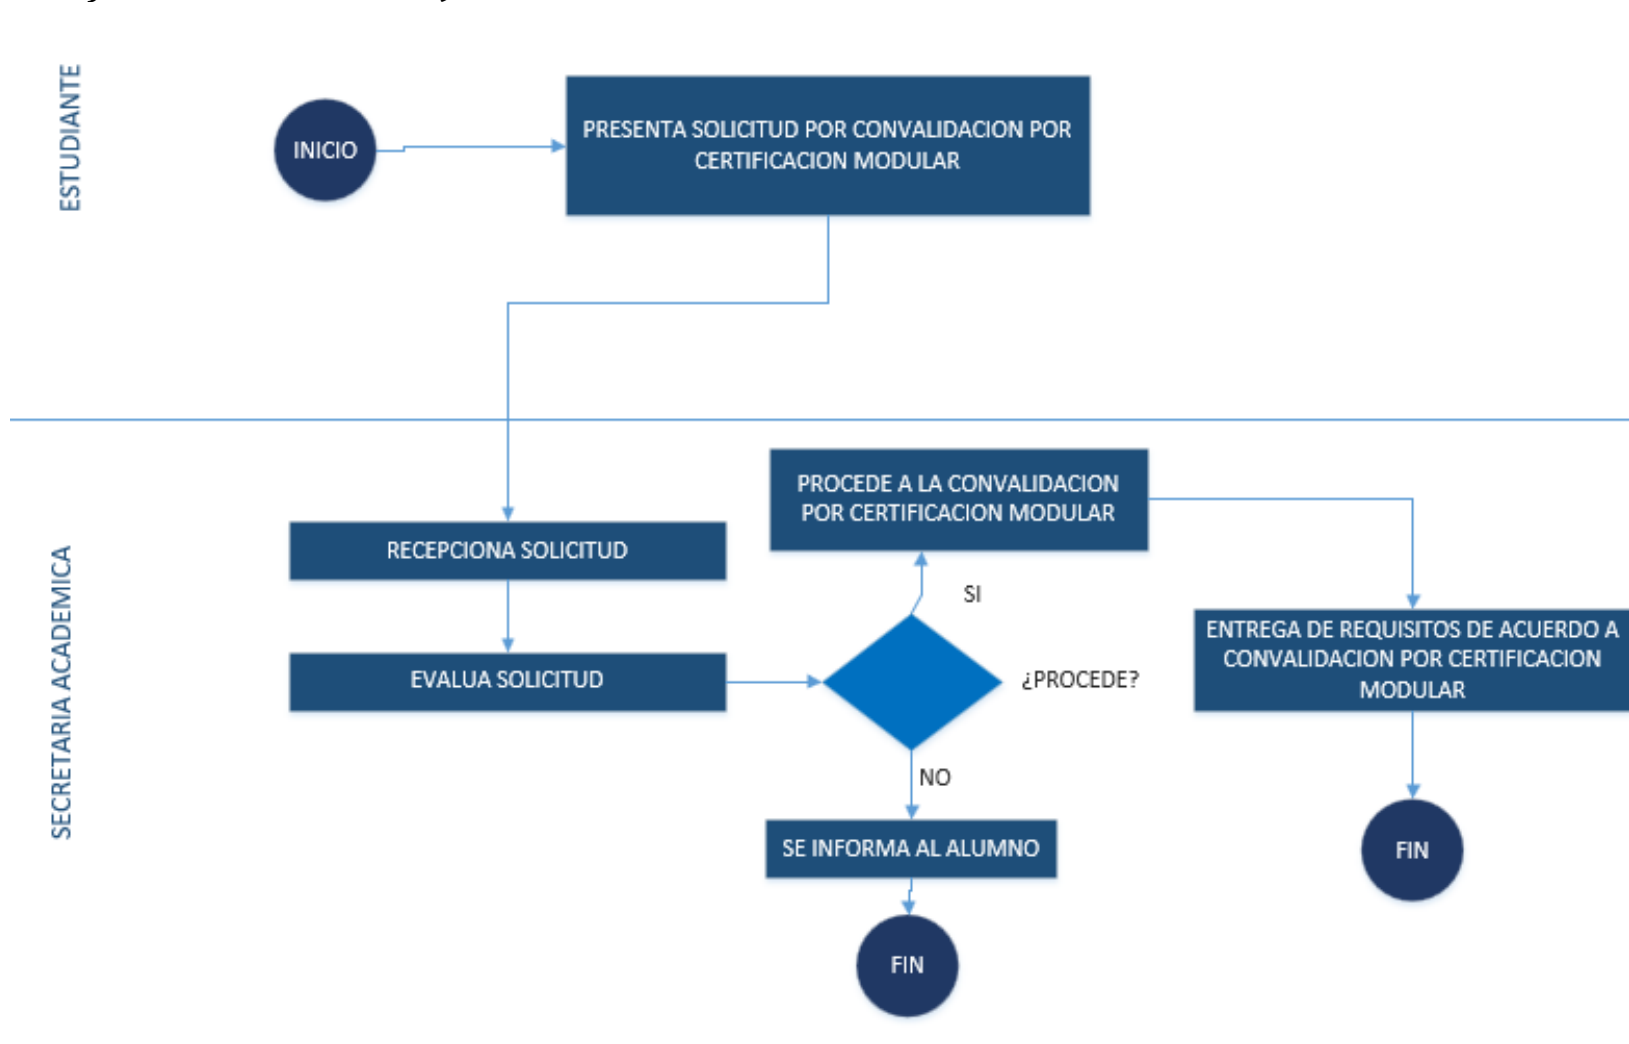 ESTUDIANTE
INICIO
PRESENTA SOLICITUD POR CONVALIDACION POR
CERTIFICACION MODULAR
SECRETARIA ACADEMICA
RECEPCIONA SOLICITUD
EVALUA SOLICITUD
PROCEDE A LA CONVALIDACION
POR CERTIFICACION MODULAR
SI
¿PROCEDE?
NO
SE INFORMA AL ALUMNO
FIN
ENTREGA DE REQUISITOS DE ACUERDO A
CONVALIDACION POR CERTIFICACION
MODULAR
FIN